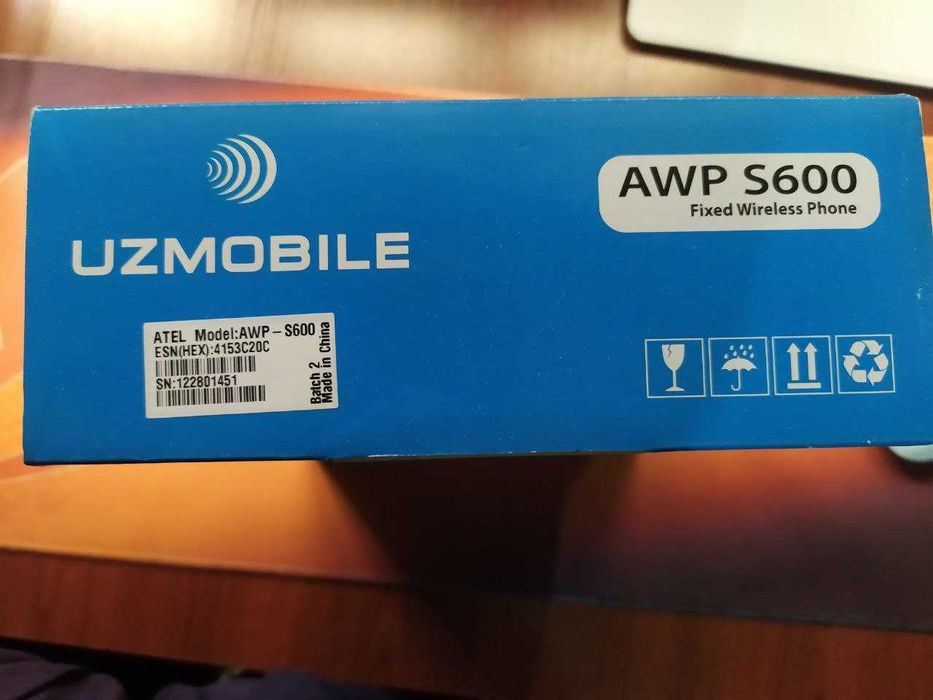 UZMOBILE
AWP S600
Fixed Wireless Phone
ATEL Model:AWP-S600
ESN(HEX):4153C20C
SN:122801451
Batch 2
Made in China